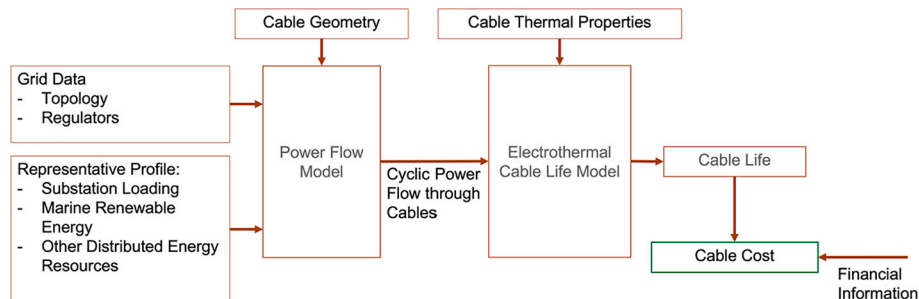 Cable Geometry
Cable Thermal Properties
Grid Data
- Topology
- Regulators
Representative Profile:
- Substation Loading
- Marine Renewable
Energy
- Other Distributed Energy
Resources
Power Flow
Model
Cyclic Power
Flow through
Cables
Electrothermal
Cable Life Model
Cable Life
Cable Cost
Financial
Information